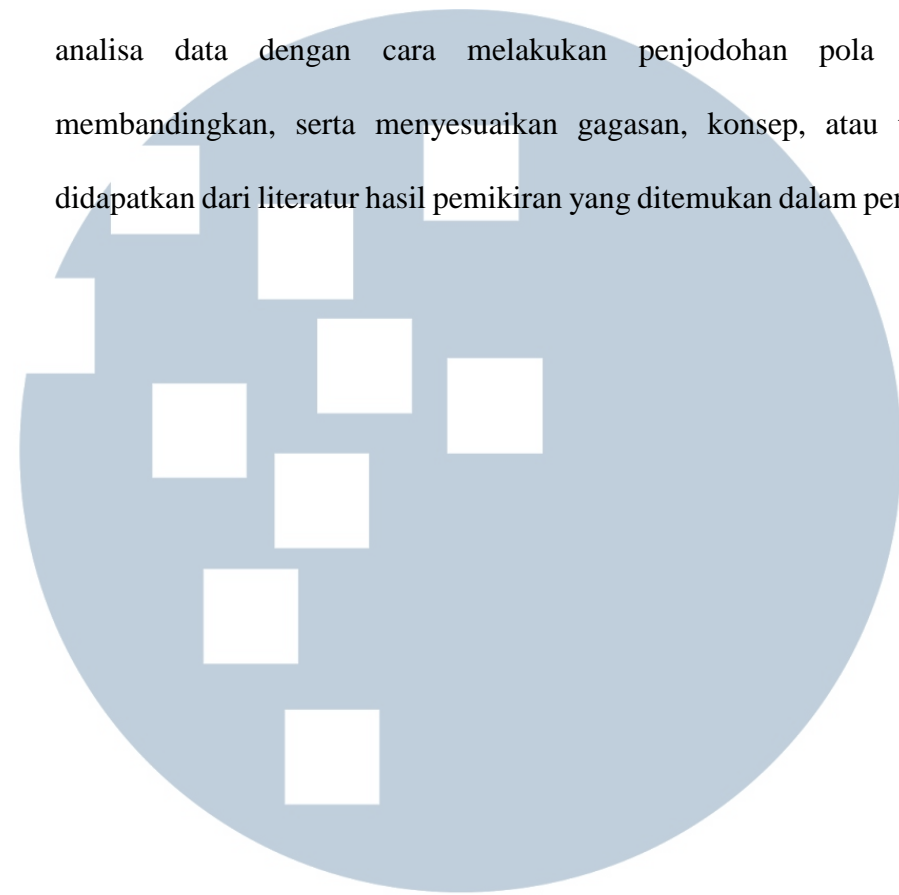 analisa data dengan cara melakukan penjodohan pola
membandingkan, serta menyesuaikan gagasan, konsep, atau
didapatkan dari literatur hasil pemikiran yang ditemukan dalam